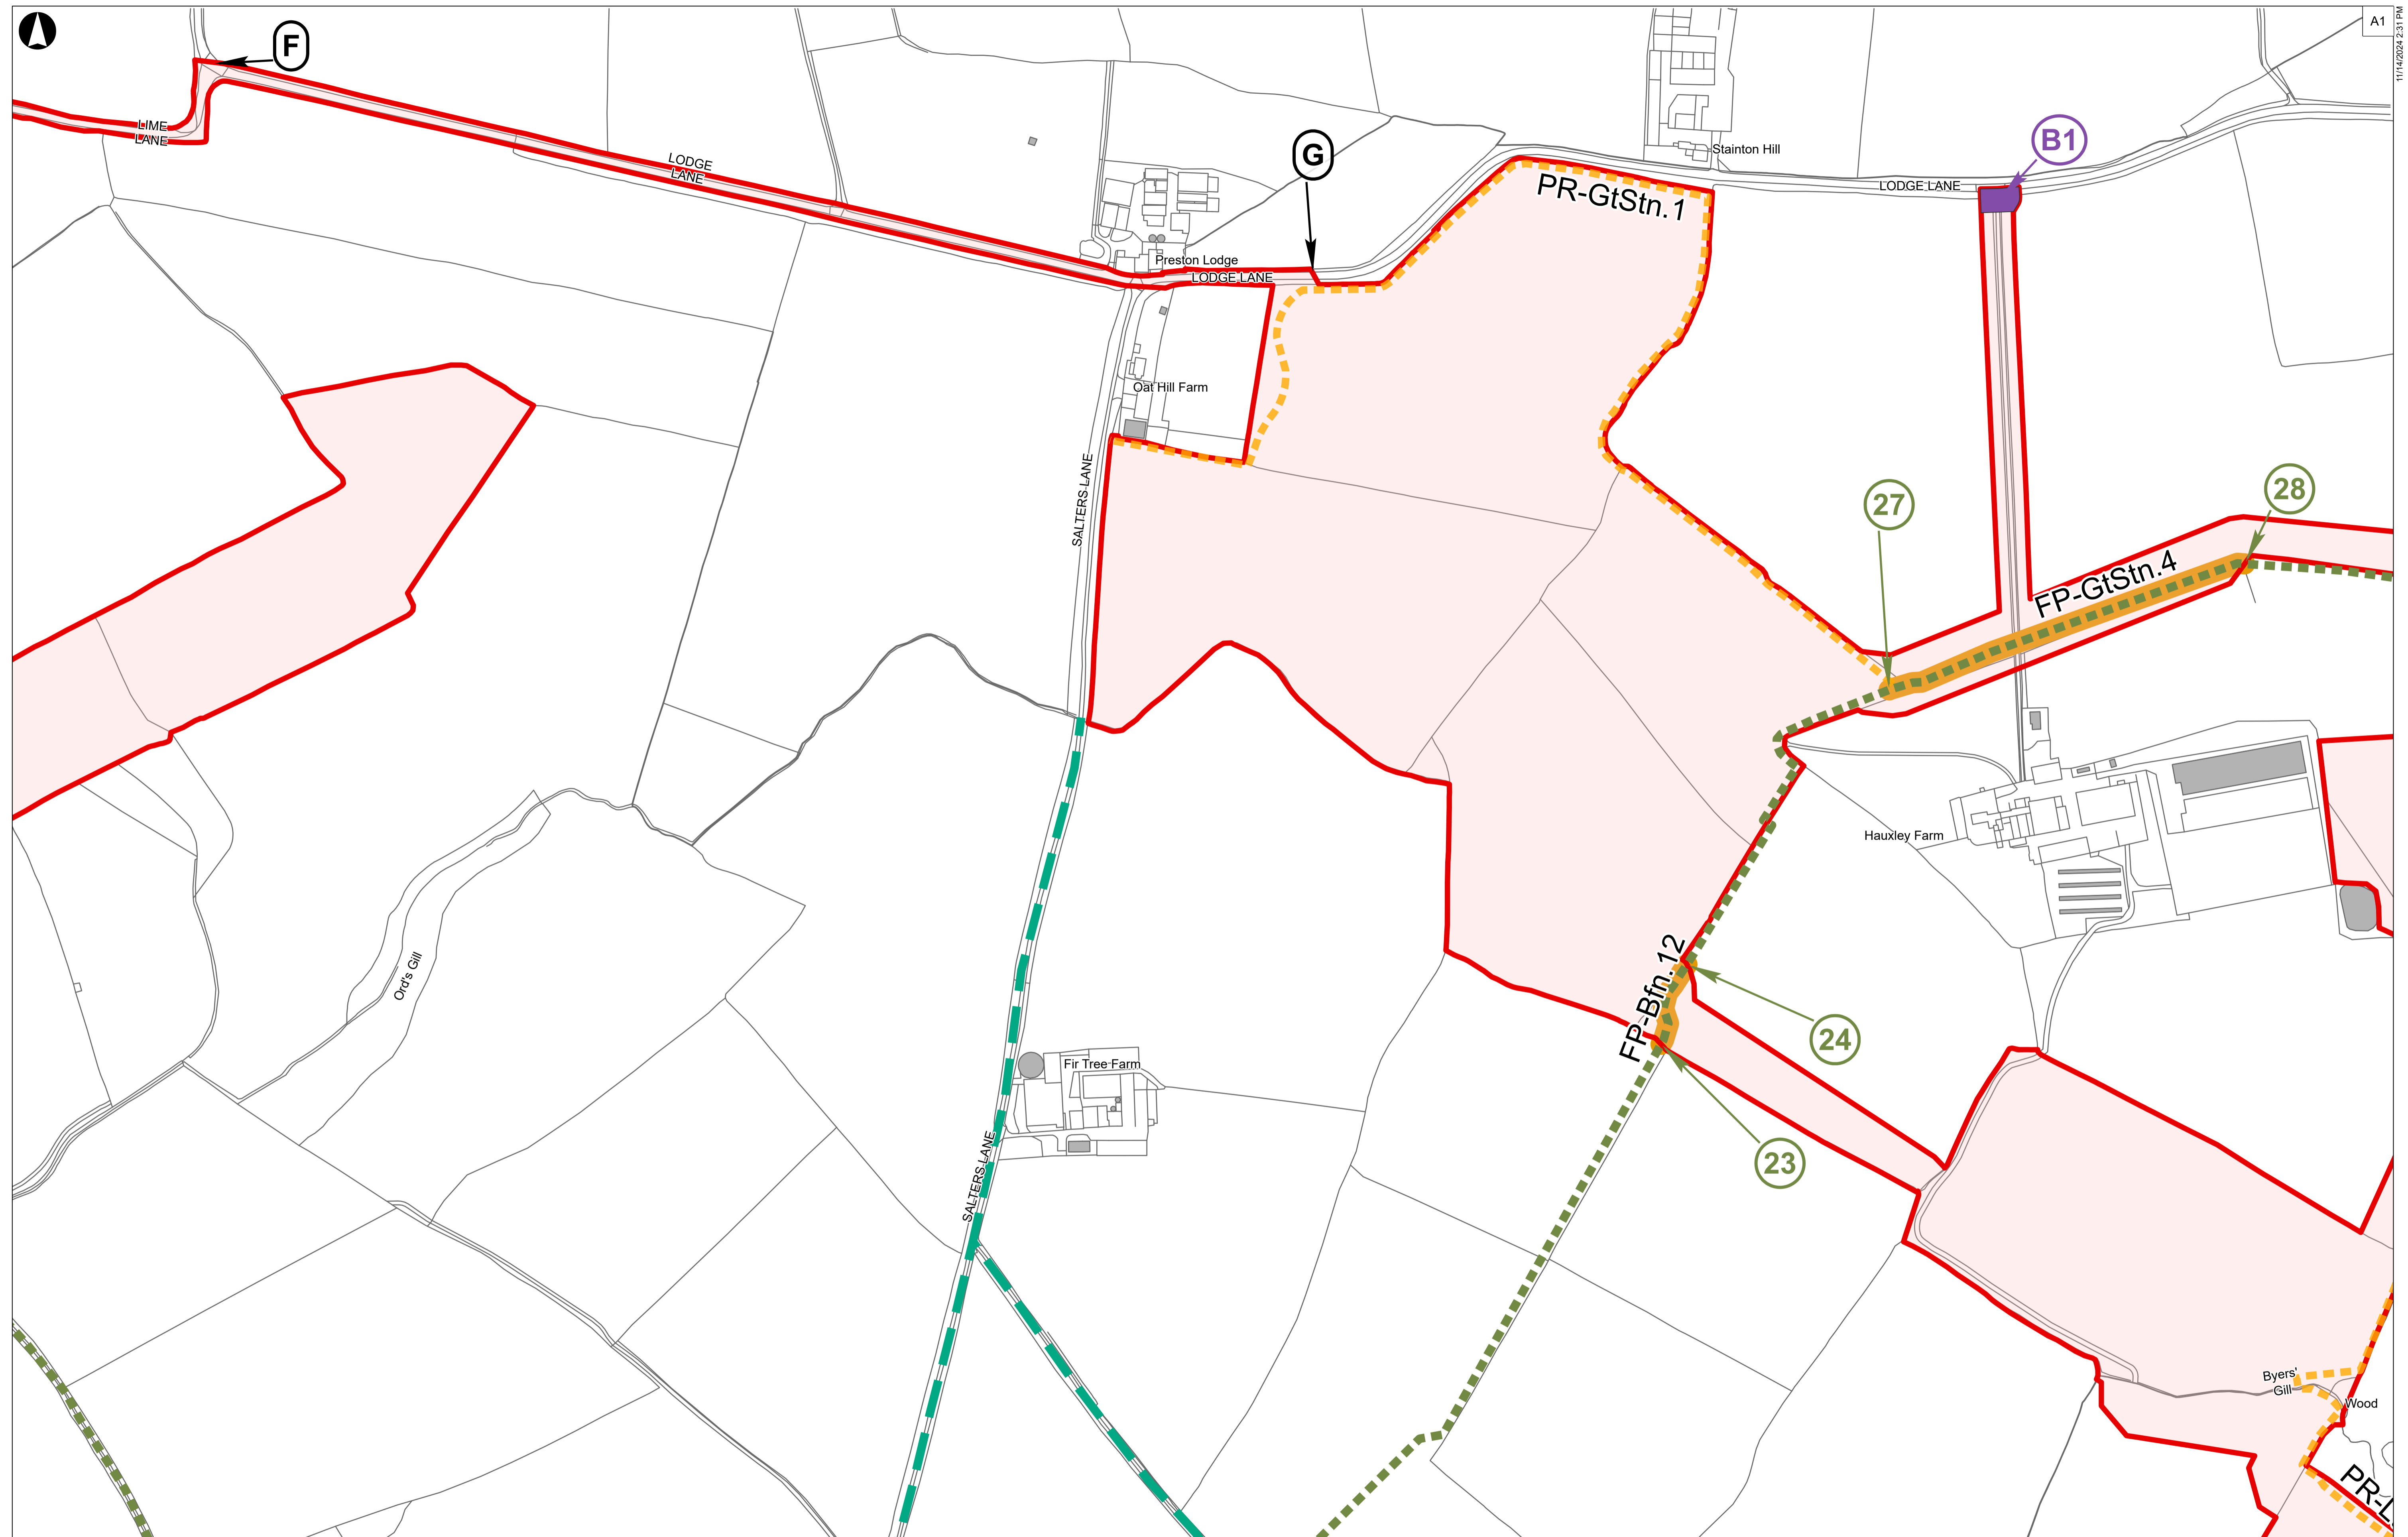 A1
11/14/2024 2:31 PM
F
LIME
LANE
LODGE
LANE
G
Stainton Hill
B1
PR-GtStn.1
LODGE LANE
Preston Lodge
LODGE LANE
Oat Hill Farm
SALTERS LANE
27
28
FP-GtStn.4
Hauxley Farm
Ord's Gill
FP-Bfn.12
24
Fir Tree Farm
23
SALTERS LANE
Byers'
Gill
Wood